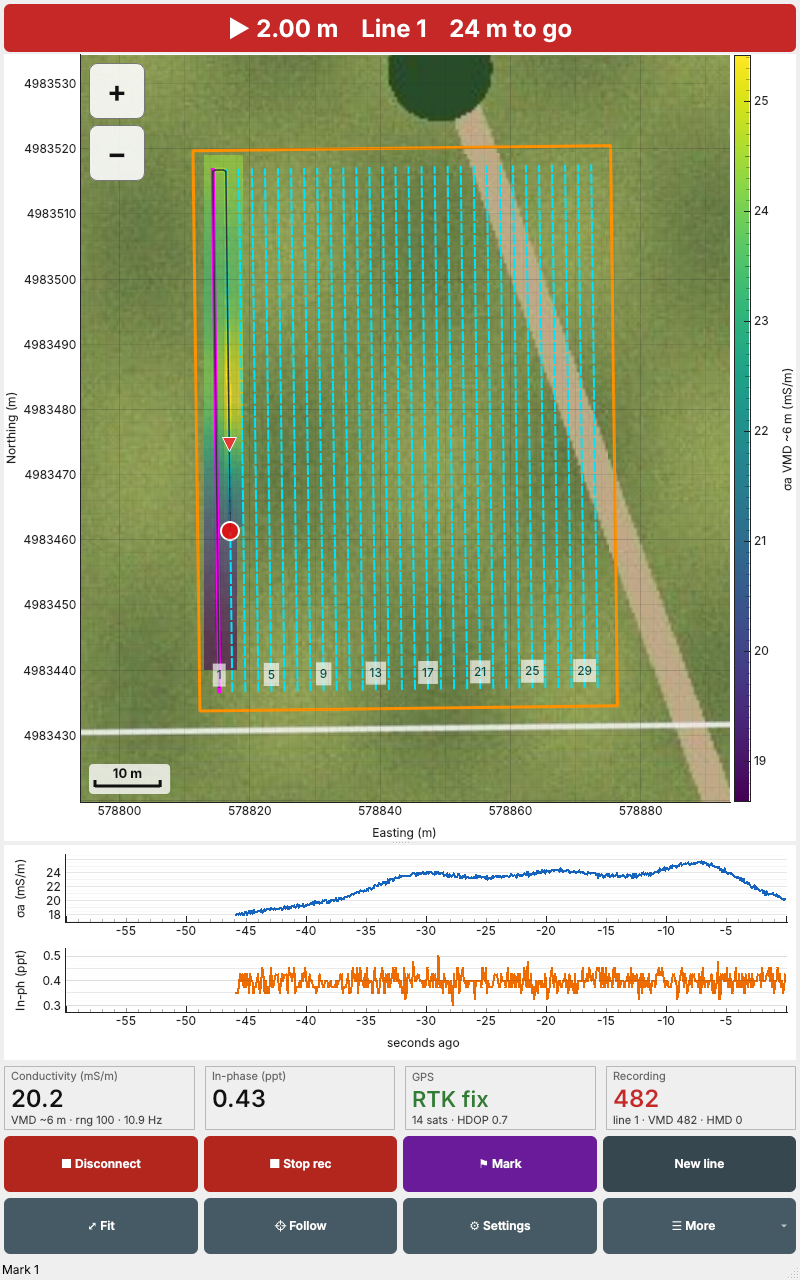 ▶ 2.00 m Line 1 24 m to go
+
−
4983530
4983520
4983510
4983500
4983490
4983480
4983470
4983460
4983450
4983440
4983430
Northing (m)
1 5 9 13 17 21 25 29
10 m
578800 578820 578840 578860 578880
Easting (m)
25
24
23
22
21
20
19
σa VMD ~6 m (mS/m)
σa (mS/m)
24
22
20
18
-55 -50 -45 -40 -35 -30 -25 -20 -15 -10 -5
In-ph (ppt)
0.5
0.4
0.3
-55 -50 -45 -40 -35 -30 -25 -20 -15 -10 -5
seconds ago
Conductivity (mS/m)
20.2
VMD ~6 m · rng 100 · 10.9 Hz
In-phase (ppt)
0.43
GPS
RTK fix
14 sats · HDOP 0.7
Recording
482
line 1 · VMD 482 · HMD 0
■ Disconnect
■ Stop rec
⚑ Mark
New line
⤢ Fit
⌖ Follow
⚙ Settings
☰ More
Mark 1